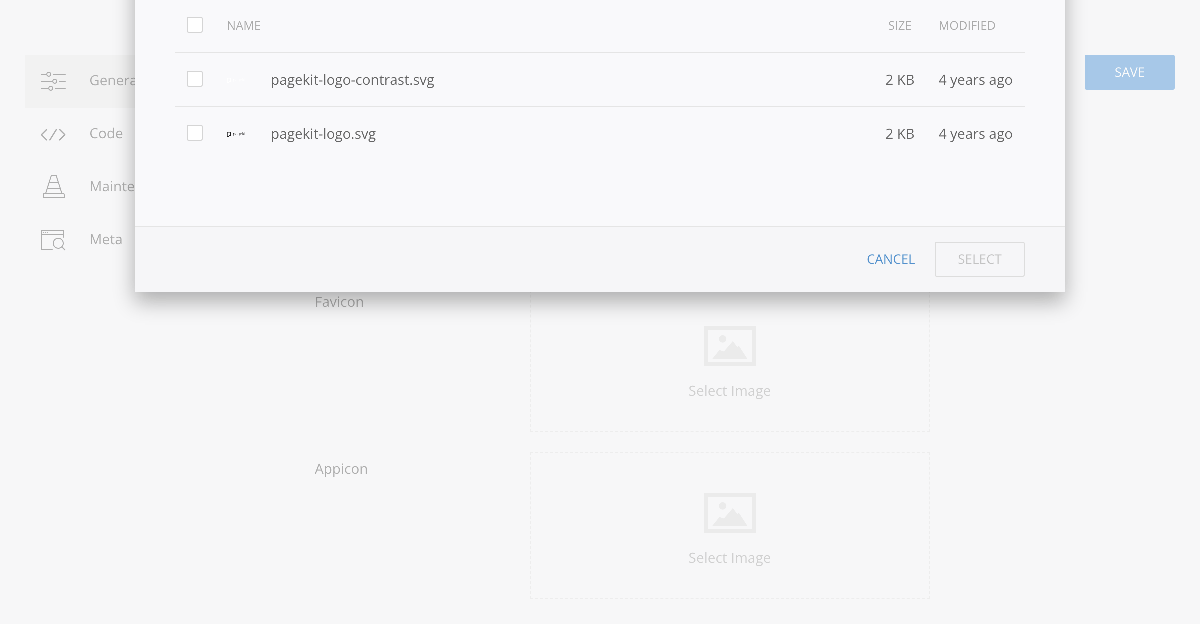 NAME SIZE MODIFIED
pagekit-logo-contrast.svg 2 KB 4 years ago
pagekit-logo.svg 2 KB 4 years ago
CANCEL SELECT
Genera
Code
Mainte
Meta
SAVE
Favicon
Select Image
Appicon
Select Image